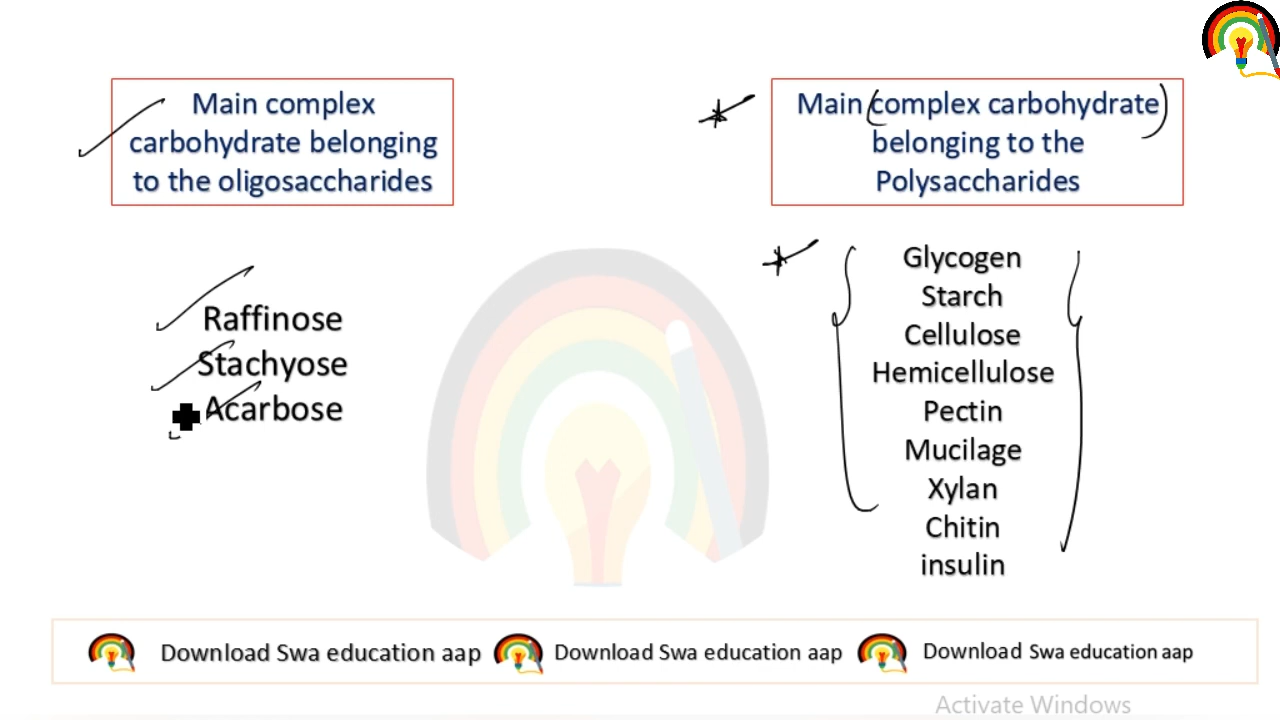 Main complex
carbohydrate belonging
to the oligosaccharides
Raffinose
Stachyose
Acarbose
Main complex carbohydrate
belonging to the
Polysaccharides
Glycogen
Starch
Cellulose
Hemicellulose
Pectin
Mucilage
Xylan
Chitin
insulin
Download Swa education aap
Download Swa education aap
Download Swa education aap
Activate Windows